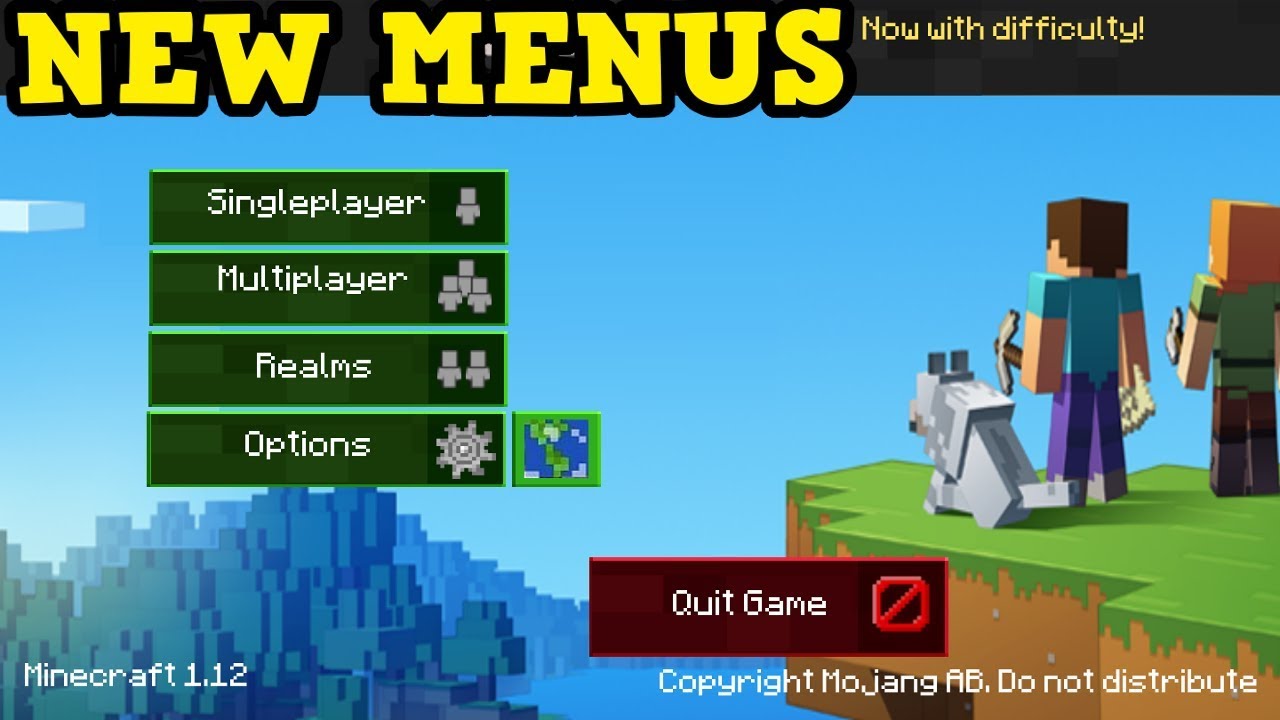 NEW MENUS
Now with difficulty!
Singleplayer
Multiplayer
Realms
Options
Quit Game
Minecraft 1.12
Copyright Mojang AB. Do not distribute